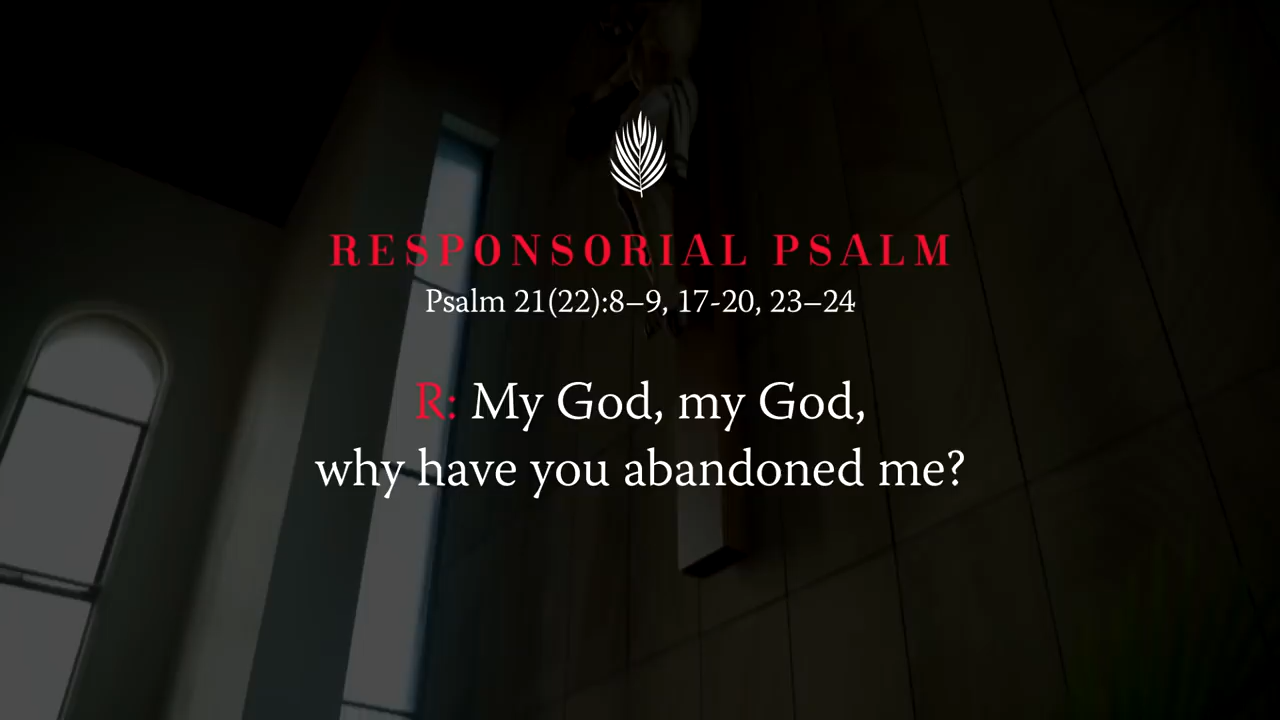 RESPONSORIAL PSALM
Psalm 21(22):8–9, 17-20, 23–24
R: My God, my God,
why have you abandoned me?